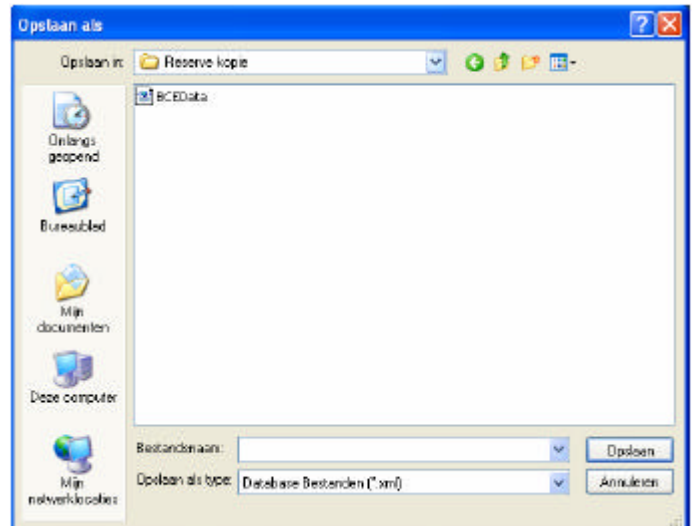 Opslaan als
Opslaan in:
Reserve kopie
BCEData
Onlangs
geopend
Bureaublad
Mijn
documenten
Deze computer
Mijn
netwerklocaties
Bestandsnaam:
Opslaan
Opslaan als type:
Database Bestanden (*.xml)
Annuleren